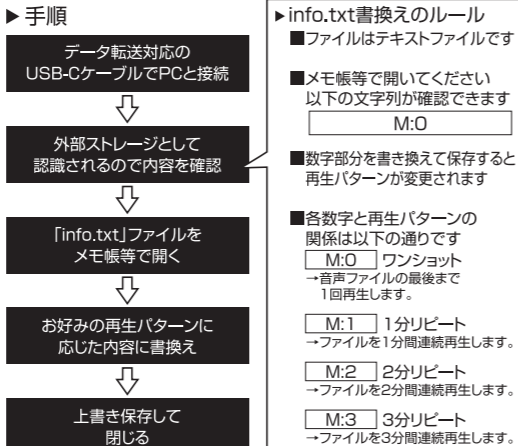 ▶手順
データ転送対応の
USB-CケーブルでPCと接続
外部ストレージとして
認識されるので内容を確認
「info.txt」ファイルを
メモ帳等で開く
お好みの再生パターンに
応じた内容に書換え
上書き保存して
閉じる
▶info.txt書換えのルール
■ファイルはテキストファイルです
■メモ帳等で開いてください
以下の文字列が確認できます
M:0
■数字部分を書き換えて保存すると
再生パターンが変更されます
■各数字と再生パターンの
関係は以下の通りです
M:0 ワンショット
→音声ファイルの最後まで
1回再生します。
M:1 1分リピート
→ファイルを1分間連続再生します。
M:2 2分リピート
→ファイルを2分間連続再生します。
M:3 3分リピート
→ファイルを3分間連続再生します。